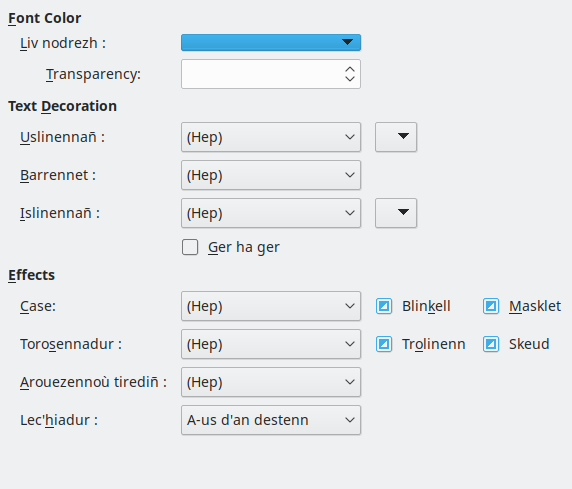 Font Color
Liv nodrezh :
Transparency:
Text Decoration
Uslinennañ : (Hep)
Barrennet : (Hep)
Islinennañ : (Hep)
Ger ha ger
Effects
Case: (Hep) Blinkell Masklet
Torosennadur : (Hep) Trolinenn Skeud
Arouezennoù tirediñ : (Hep)
Lec'hiadur : A-us d'an destenn